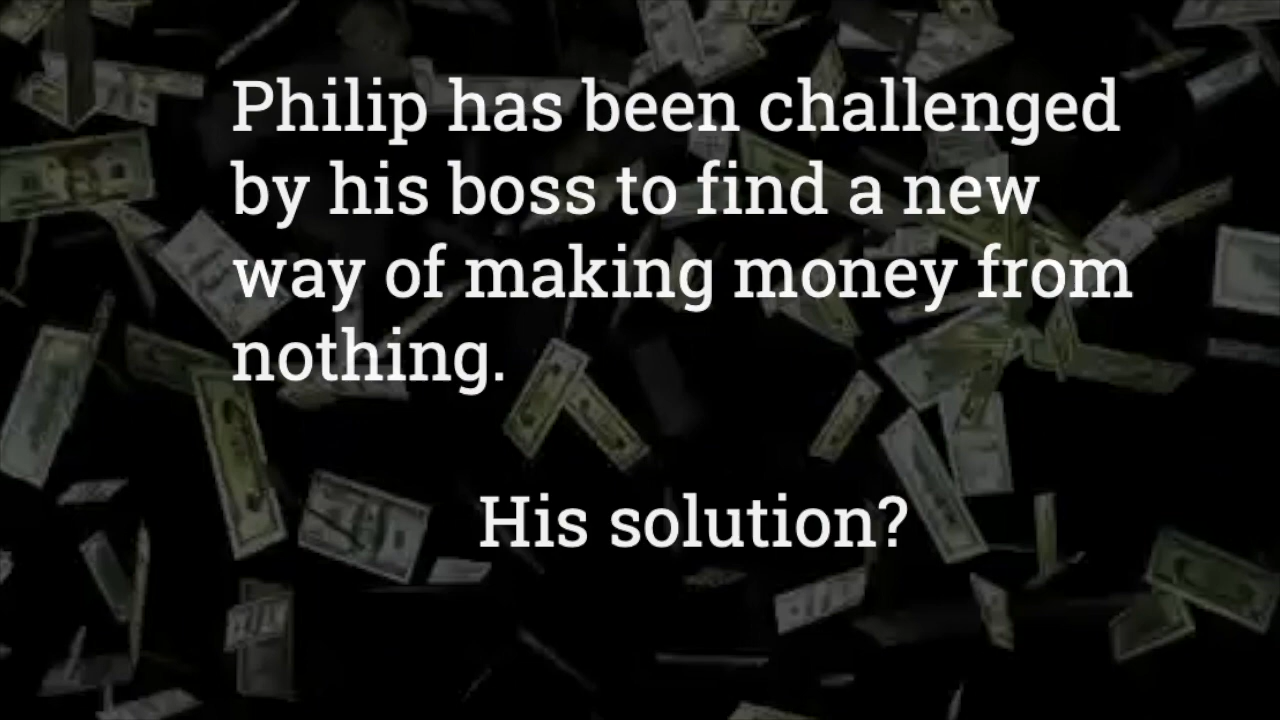 Philip has been challenged
by his boss to find a new
way of making money from
nothing.
His solution?